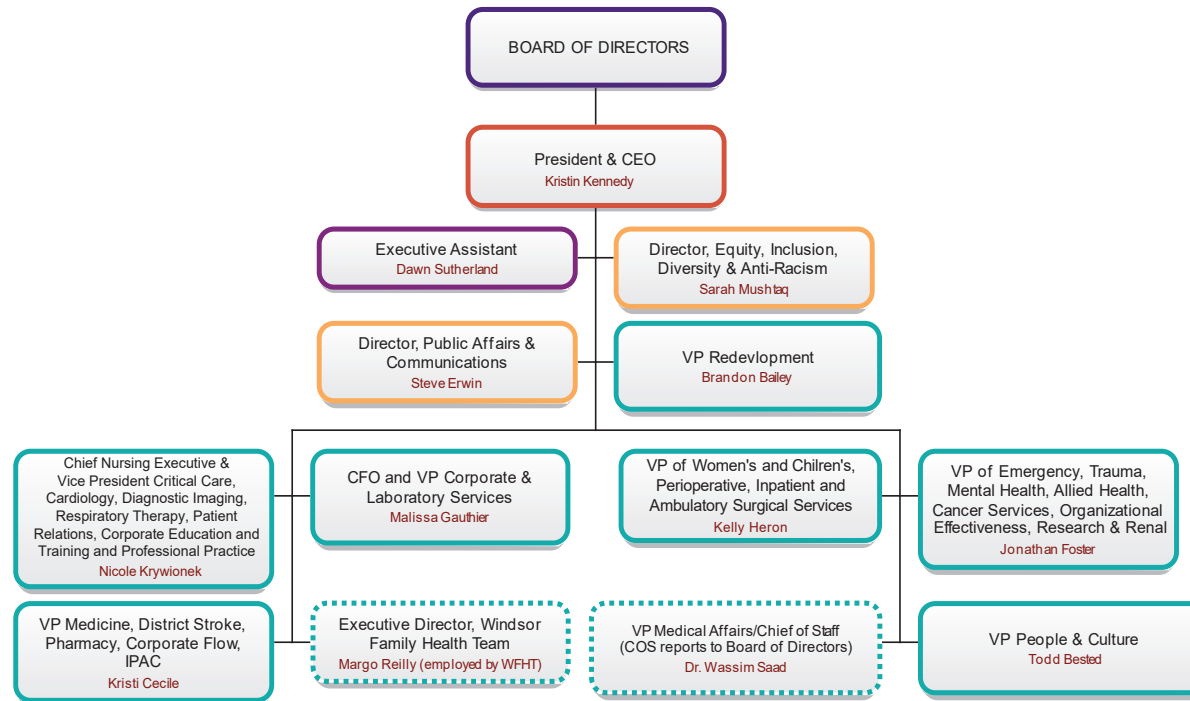 BOARD OF DIRECTORS
President & CEO
Kristin Kennedy
Executive Assistant
Dawn Sutherland
Director, Equity, Inclusion,
Diversity & Anti-Racism
Sarah Mushtaq
Director, Public Affairs &
Communications
Steve Erwin
VP Redevlopment
Brandon Bailey
Chief Nursing Executive &
Vice President Critical Care,
Cardiology, Diagnostic Imaging,
Respiratory Therapy, Patient
Relations, Corporate Education and
Training and Professional Practice
Nicole Krywionek
CFO and VP Corporate &
Laboratory Services
Malissa Gauthier
VP of Women's and Chilren's,
Perioperative, Inpatient and
Ambulatory Surgical Services
Kelly Heron
VP of Emergency, Trauma,
Mental Health, Allied Health,
Cancer Services, Organizational
Effectiveness, Research & Renal
Jonathan Foster
VP Medicine, District Stroke,
Pharmacy, Corporate Flow,
IPAC
Kristi Cecile
Executive Director, Windsor
Family Health Team
Margo Reilly (employed by WFHT)
VP Medical Affairs/Chief of Staff
(COS reports to Board of Directors)
Dr. Wassim Saad
VP People & Culture
Todd Bested